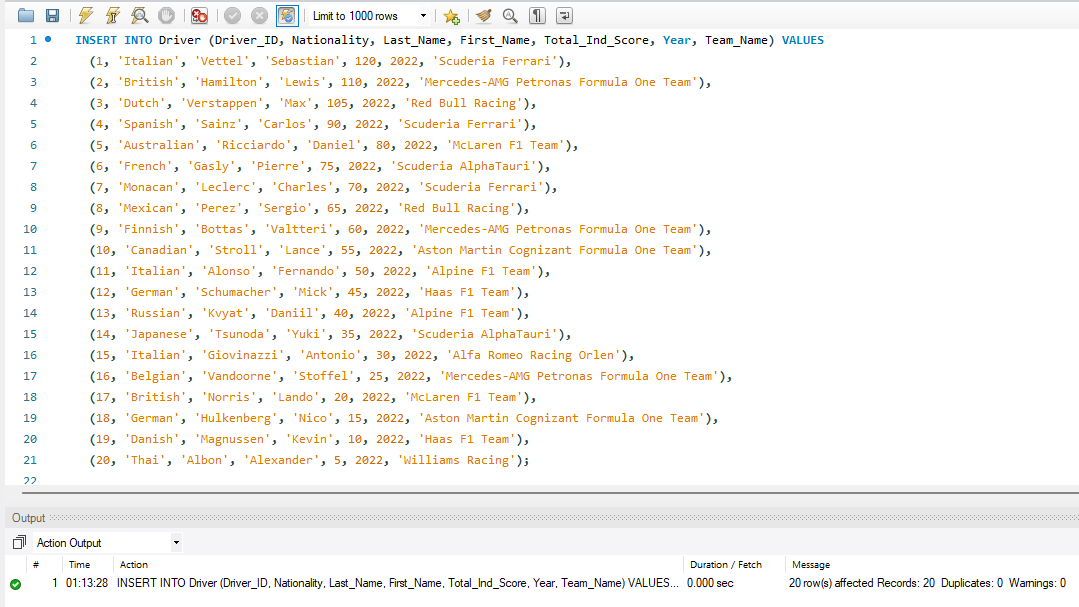 Limit to 1000 rows
1 INSERT INTO Driver (Driver_ID, Nationality, Last_Name, First_Name, Total_Ind_Score, Year, Team_Name) VALUES
2 (1, 'Italian', 'Vettel', 'Sebastian', 120, 2022, 'Scuderia Ferrari'),
3 (2, 'British', 'Hamilton', 'Lewis', 110, 2022, 'Mercedes-AMG Petronas Formula One Team'),
4 (3, 'Dutch', 'Verstappen', 'Max', 105, 2022, 'Red Bull Racing'),
5 (4, 'Spanish', 'Sainz', 'Carlos', 90, 2022, 'Scuderia Ferrari'),
6 (5, 'Australian', 'Ricciardo', 'Daniel', 80, 2022, 'McLaren F1 Team'),
7 (6, 'French', 'Gasly', 'Pierre', 75, 2022, 'Scuderia AlphaTauri'),
8 (7, 'Monacan', 'Leclerc', 'Charles', 70, 2022, 'Scuderia Ferrari'),
9 (8, 'Mexican', 'Perez', 'Sergio', 65, 2022, 'Red Bull Racing'),
10 (9, 'Finnish', 'Bottas', 'Valtteri', 60, 2022, 'Mercedes-AMG Petronas Formula One Team'),
11 (10, 'Canadian', 'Stroll', 'Lance', 55, 2022, 'Aston Martin Cognizant Formula One Team'),
12 (11, 'Italian', 'Alonso', 'Fernando', 50, 2022, 'Alpine F1 Team'),
13 (12, 'German', 'Schumacher', 'Mick', 45, 2022, 'Haas F1 Team'),
14 (13, 'Russian', 'Kvyat', 'Daniil', 40, 2022, 'Alpine F1 Team'),
15 (14, 'Japanese', 'Tsunoda', 'Yuki', 35, 2022, 'Scuderia AlphaTauri'),
16 (15, 'Italian', 'Giovinazzi', 'Antonio', 30, 2022, 'Alfa Romeo Racing Orlen'),
17 (16, 'Belgian', 'Vandoorne', 'Stoffel', 25, 2022, 'Mercedes-AMG Petronas Formula One Team'),
18 (17, 'British', 'Norris', 'Lando', 20, 2022, 'McLaren F1 Team'),
19 (18, 'German', 'Hulkenberg', 'Nico', 15, 2022, 'Aston Martin Cognizant Formula One Team'),
20 (19, 'Danish', 'Magnussen', 'Kevin', 10, 2022, 'Haas F1 Team'),
21 (20, 'Thai', 'Albon', 'Alexander', 5, 2022, 'Williams Racing');
22
Output
Action Output
# Time Action Duration / Fetch Message
1 01:13:28 INSERT INTO Driver (Driver_ID, Nationality, Last_Name, First_Name, Total_Ind_Score, Year, Team_Name) VALUES... 0.000 sec 20 row(s) affected Records: 20 Duplicates: 0 Warnings: 0